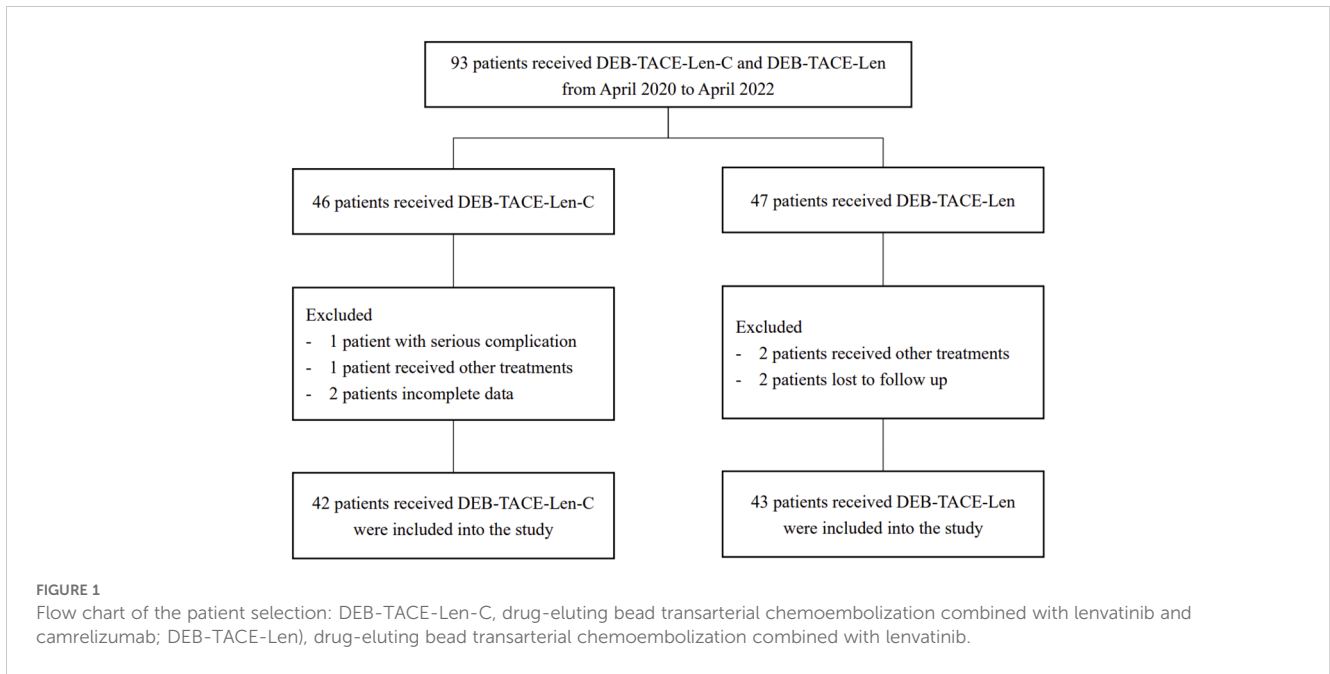 93 patients received DEB-TACE-Len-C and DEB-TACE-Len
from April 2020 to April 2022
46 patients received DEB-TACE-Len-C
47 patients received DEB-TACE-Len
Excluded
- 1 patient with serious complication
- 1 patient received other treatments
- 2 patients incomplete data
Excluded
- 2 patients received other treatments
- 2 patients lost to follow up
42 patients received DEB-TACE-Len-C
were included into the study
43 patients received DEB-TACE-Len
were included into the study
FIGURE 1
Flow chart of the patient selection: DEB-TACE-Len-C, drug-eluting bead transarterial chemoembolization combined with lenvatinib and
camrelizumab; DEB-TACE-Len), drug-eluting bead transarterial chemoembolization combined with lenvatinib.